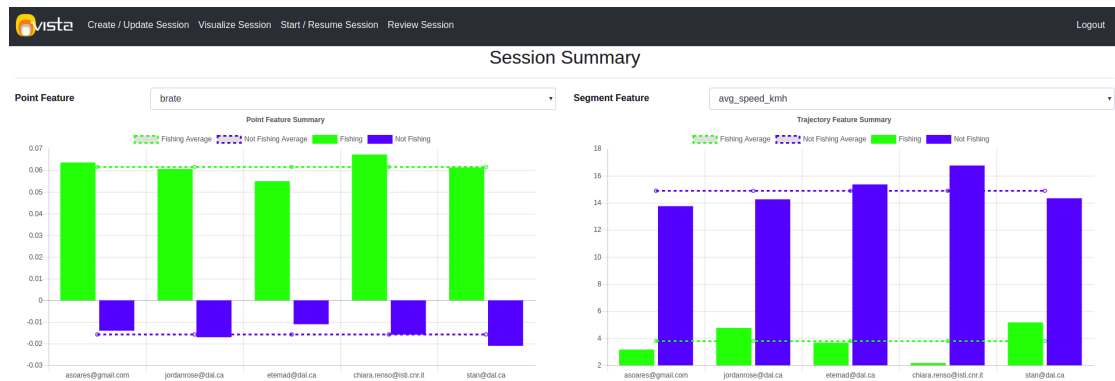 vista Create / Update Session Visualize Session Start / Resume Session Review Session Logout
Session Summary
Point Feature brate
Segment Feature avg_speed_kmh
Point Feature Summary
Fishing Average Not Fishing Average Fishing Not Fishing
0.07
0.06
0.05
0.04
0.03
0.02
0.01
0
-0.01
-0.02
-0.03
asoares@gmail.com jordanrose@dal.ca etemad@dal.ca chiara.renso@isti.cnr.it stan@dal.ca
Trajectory Feature Summary
Fishing Average Not Fishing Average Fishing Not Fishing
18
16
14
12
10
8
6
4
2
asoares@gmail.com jordanrose@dal.ca etemad@dal.ca chiara.renso@isti.cnr.it stan@dal.ca